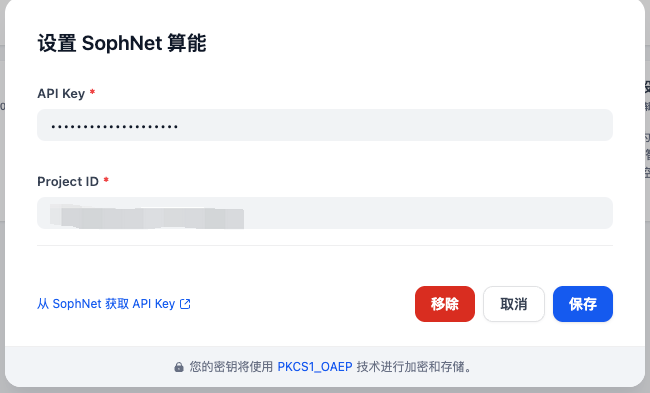 设置 SophNet 算能
API Key *
••••••••••••••••••••
Project ID *
从 SophNet 获取 API Key
移除
取消
保存
您的密钥将使用 PKCS1_OAEP 技术进行加密和存储。